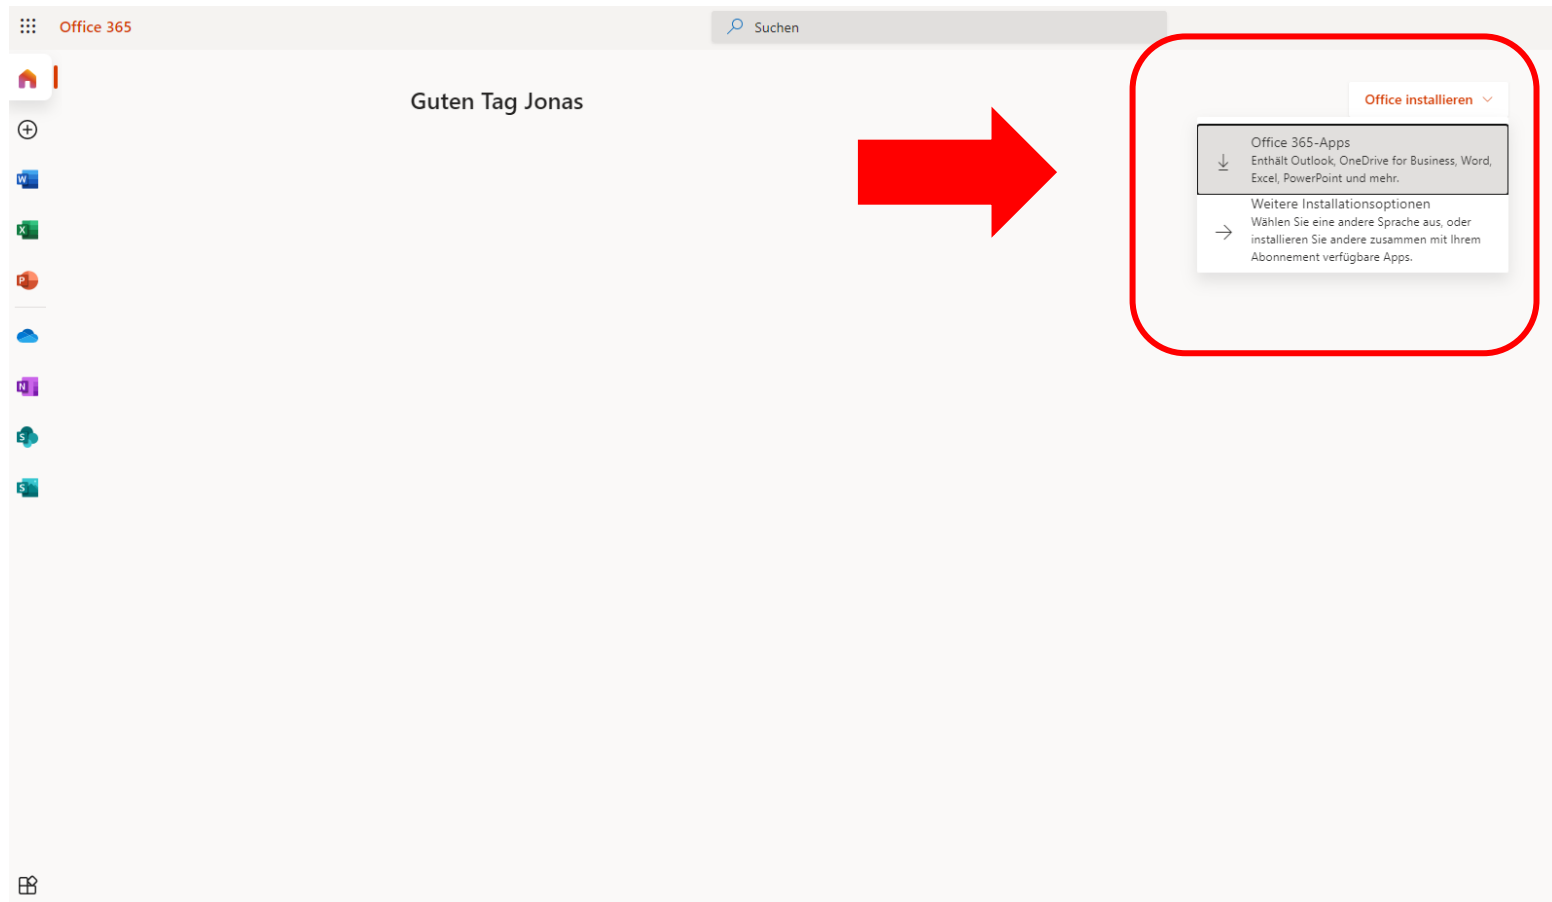 Office 365
Suchen
Guten Tag Jonas
Office installieren
Office 365-Apps
Enthält Outlook, OneDrive for Business, Word,
Excel, PowerPoint und mehr.
Weitere Installationsoptionen
Wählen Sie eine andere Sprache aus, oder
installieren Sie andere zusammen mit Ihrem
Abonnement verfügbare Apps.
W
X
P
N
S
S